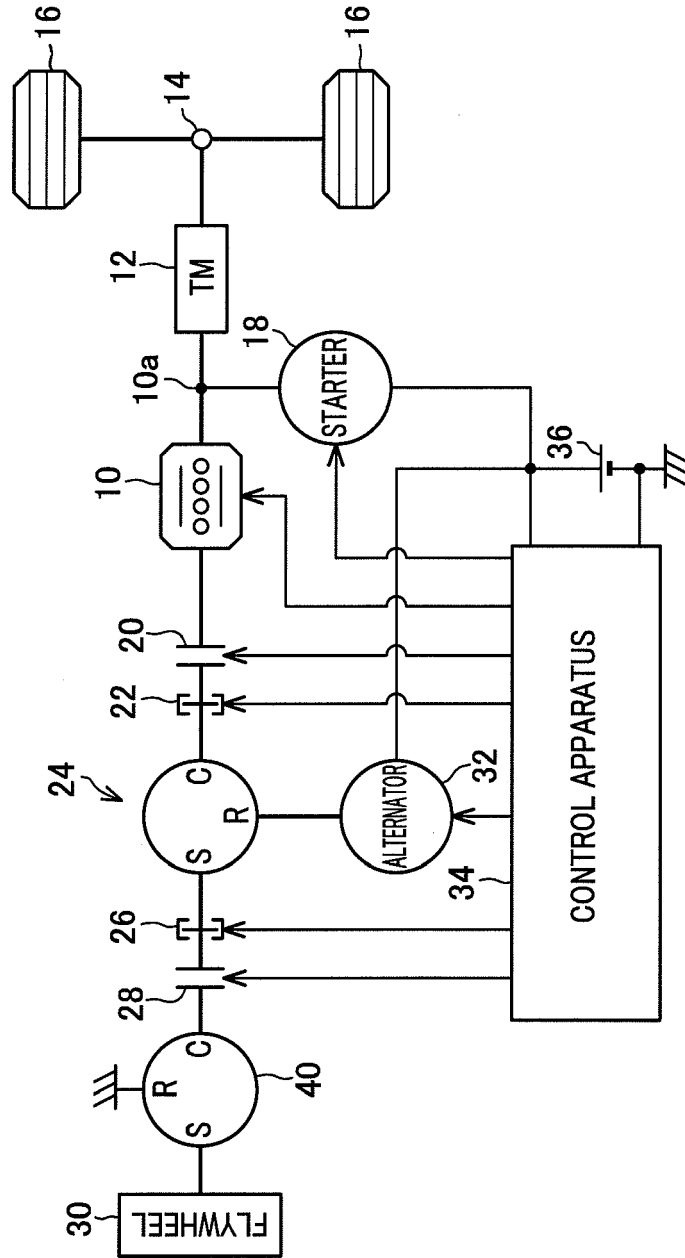 16
14
12
TM
16
10a
18
STARTER
10
36
20
22
24
C
R
S
ALTERNATOR
32
26
28
34
CONTROL APPARATUS
C
R
S
40
30
FLYWHEEL